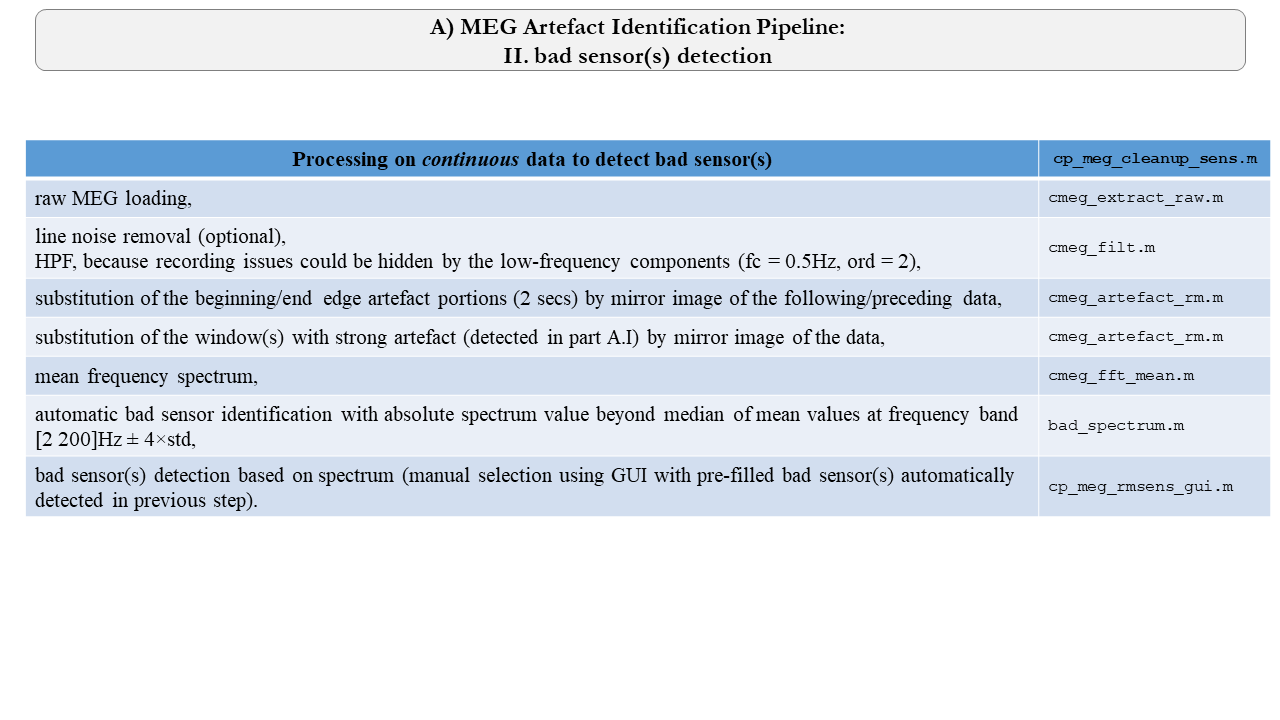 A) MEG Artefact Identification Pipeline:
II. bad sensor(s) detection
Processing on continuous data to detect bad sensor(s)
cp_meg_cleanup_sens.m
raw MEG loading,
cmeg_extract_raw.m
line noise removal (optional),
HPF, because recording issues could be hidden by the low-frequency components (fc = 0.5Hz, ord = 2),
cmeg_filt.m
substitution of the beginning/end edge artefact portions (2 secs) by mirror image of the following/preceding data,
cmeg_artefact_rm.m
substitution of the window(s) with strong artefact (detected in part A.I) by mirror image of the data,
cmeg_artefact_rm.m
mean frequency spectrum,
cmeg_fft_mean.m
automatic bad sensor identification with absolute spectrum value beyond median of mean values at frequency band
[2 200]Hz ± 4×std,
bad_spectrum.m
bad sensor(s) detection based on spectrum (manual selection using GUI with pre-filled bad sensor(s) automatically
detected in previous step).
cp_meg_rmsens_gui.m